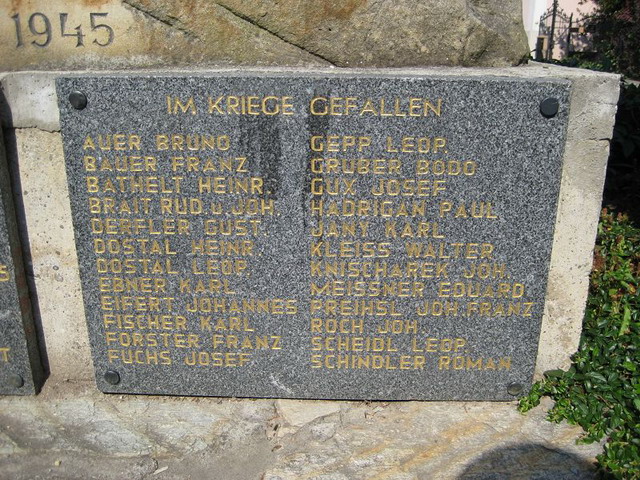 1945
IM KRIEGE GEFALLEN
AUER BRUNO
BAUER FRANZ
BATHELT HEINR.
BRAIT RUD. u. JOH.
DERFLER GUST.
DOSTAL HEINR.
DOSTAL LEOP.
EBNER KARL
EIFERT JOHANNES
FISCHER KARL
FORSTER FRANZ
FUCHS JOSEF
GEPP LEOP.
GRUBER BODO
GUX JOSEF
HADRIGAN PAUL
JANY KARL
KLEISS WALTER
KNISCHAREK JOH.
MEISSNER EDUARD
PREIHSL JOH. FRANZ
ROCH JOH.
SCHEIDL LEOP.
SCHINDLER ROMAN